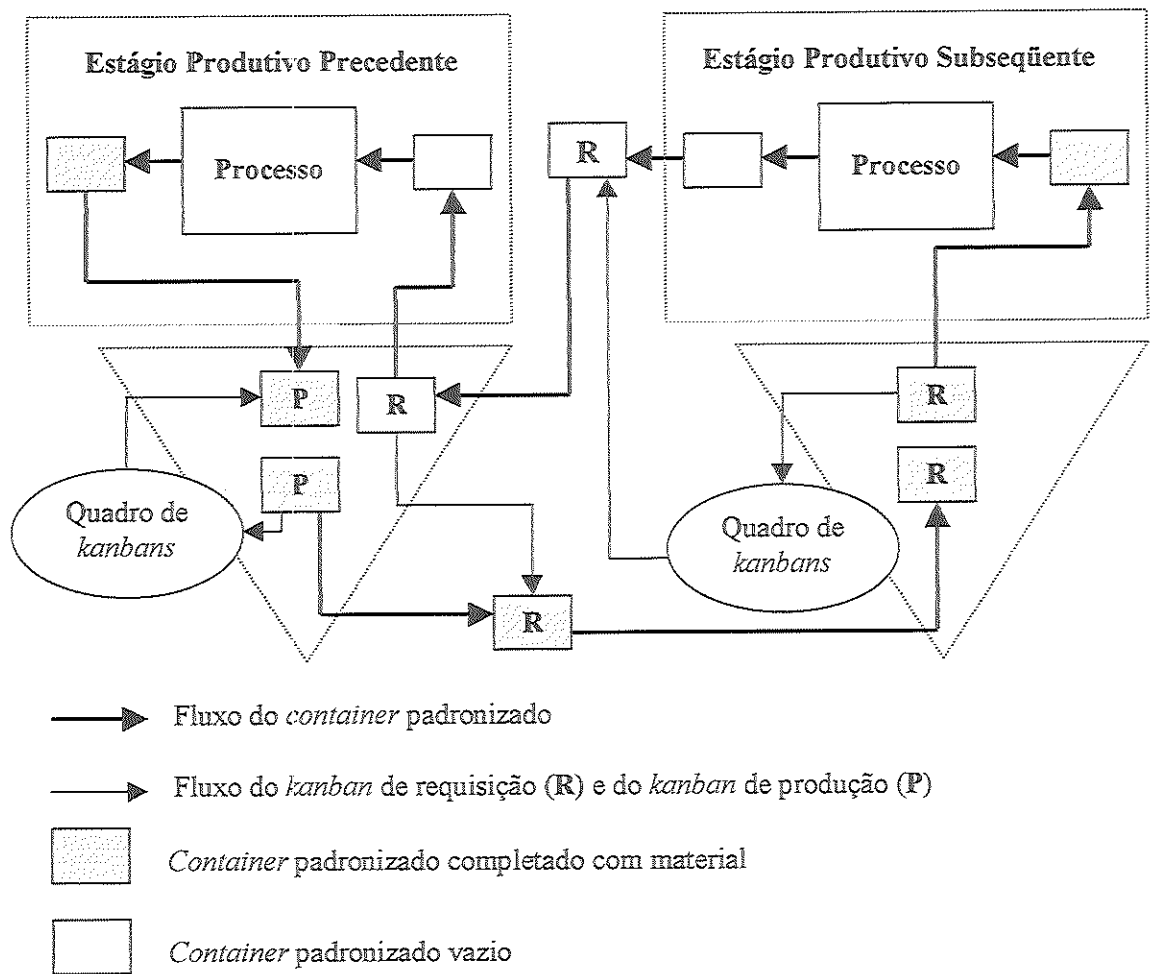 Estágio Produtivo Precedente
Processo
R
Estágio Produtivo Subseqüente
Processo
P
R
P
Quadro de
kanbans
R
R
R
Quadro de
kanbans
Fluxo do container padronizado
Fluxo do kanban de requisição (R) e do kanban de produção (P)
Container padronizado completado com material
Container padronizado vazio